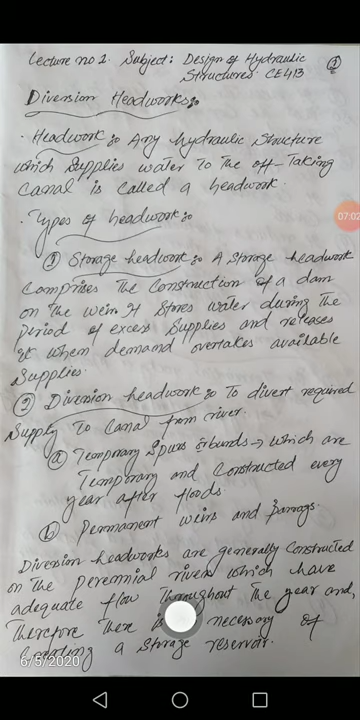 Lecture no 1. Subject: Design of Hydraulic
Structures. CE413
①
Diversion Headworks:
. Headwork: Any hydraulic Structure
which supplies water to the off-Taking
canal is called a headwork.
. Types of headwork:
① Storage headwork: A Storage headwork
comprises The construction of a dam
on the weir. It stores water during The
period of excess supplies and releases
it when demand overtakes available
supplies.
② Diversion headwork: To divert required
supply To canal from river.
ⓐ Temporary spurs or bunds → which are
Temporary and constructed every
year after floods.
ⓑ Permanent weirs and barrags.
Diversion headworks are generally constructed
on The perennial rivers which have
adequate flow Throughout The year and,
Therefore There necessary of
a storage reservoir.
07:02
6/5/2020